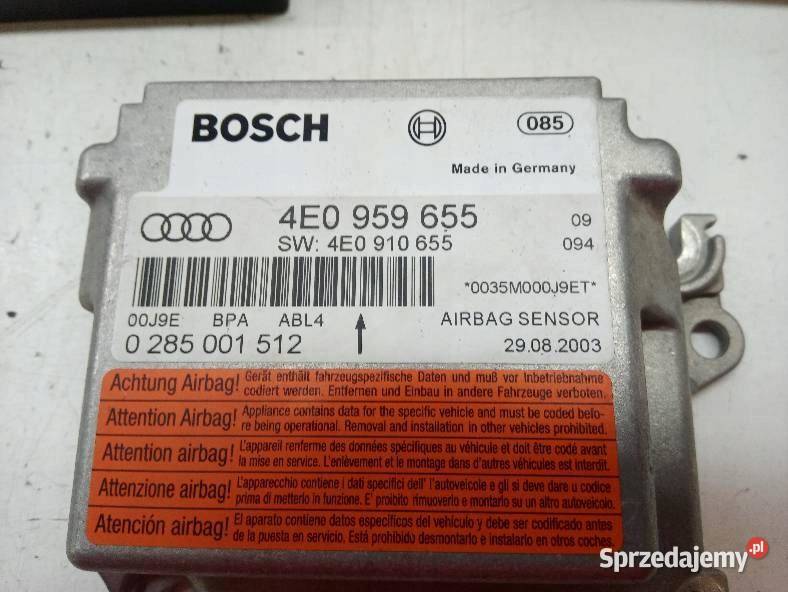 BOSCH 085
Made in Germany
4E0 959 655 09
SW: 4E0 910 655 094
*0035M000J9ET*
00J9E BPA ABL4 AIRBAG SENSOR
0 285 001 512 29.08.2003
Achtung Airbag! Gerät enthält fahrzeugspezifische Daten und muß vor Inbetriebnahme
codiert werden. Entfernen und Einbau in andere Fahrzeuge verboten.
Attention Airbag! Appliance contains data for the specific vehicle and must be coded befo-
re being operational. Removal and installation in other vehicles prohibited.
Attention airbag! L'appareil renferme des données spécifiques au véhicule et doit être codé avant
la mise en service. L'enlèvement et le montage dans d'autres véhicules est interdit.
Attenzione airbag! L'apparecchio contiene i dati specifici dell' l'autoveicolo e gli si deve dare u codice
prima di metterlo in funzione. E' proibito rimuoverlo e montarlo su un altro autoveicolo.
Atención airbag! El aparato contiene datos específicos del vehículo y debe ser codificado antes
de la puesta en servicio. Está prohibido desmontarlo e instalarlo en otros coches.
Sprzedajemy.pl